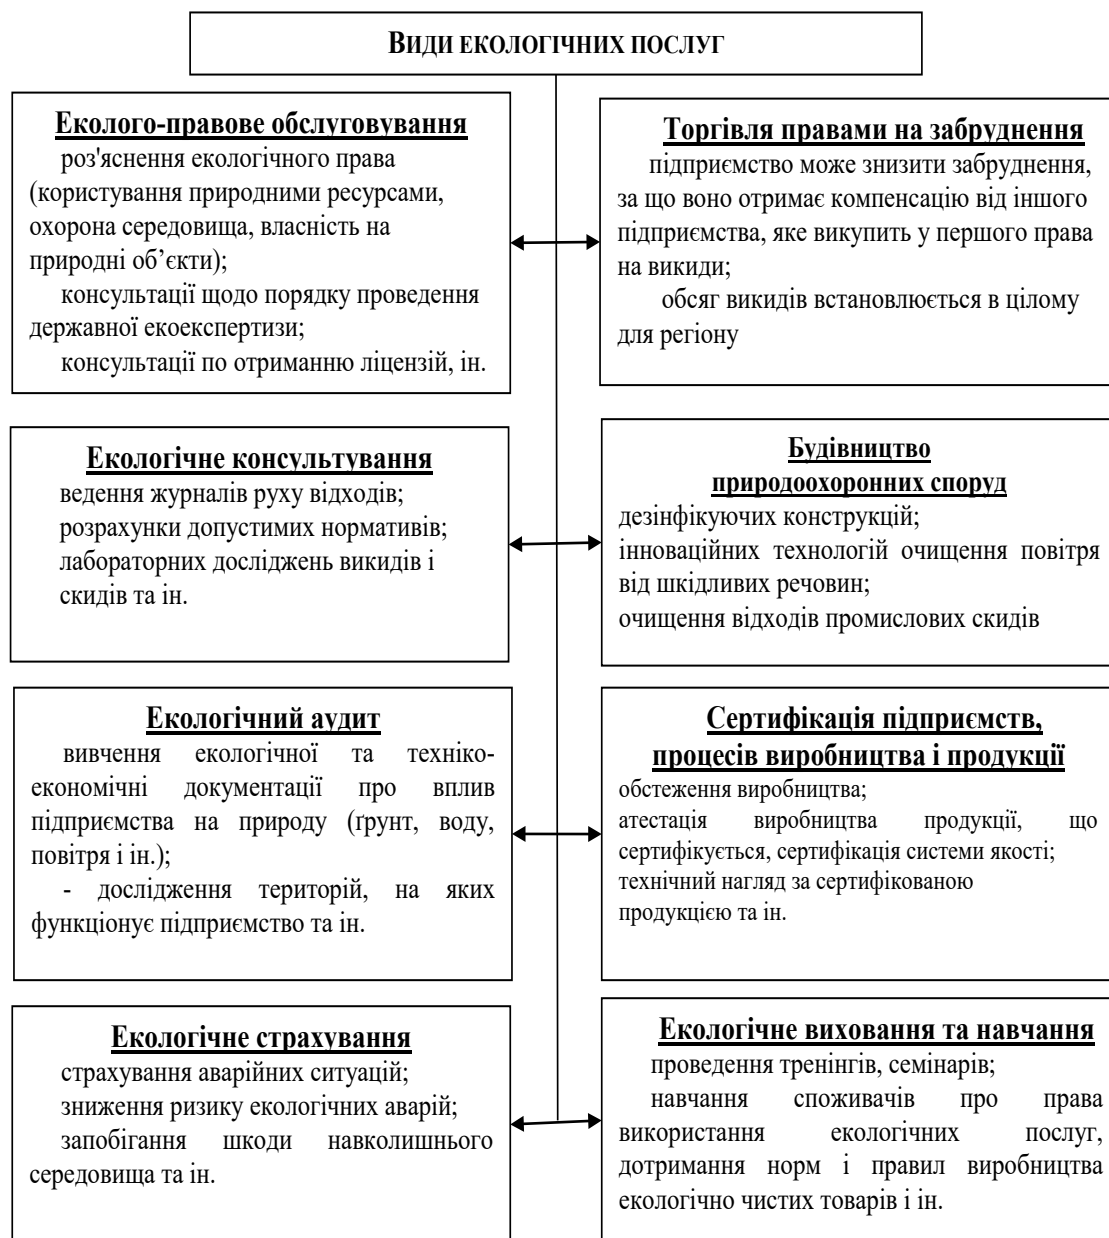 ВИДИ ЕКОЛОГІЧНИХ ПОСЛУГ
Еколого-правове обслуговування
роз'яснення екологічного права
(користування природними ресурсами,
охорона середовища, власність на
природні об’єкти);
консультації щодо порядку проведення
державної екоекспертизи;
консультації по отриманню ліцензій, ін.
Торгівля правами на забруднення
підприємство може знизити забруднення,
за що воно отримає компенсацію від іншого
підприємства, яке викупить у першого права
на викиди;
обсяг викидів встановлюється в цілому
для регіону
Екологічне консультування
ведення журналів руху відходів;
розрахунки допустимих нормативів;
лабораторних досліджень викидів і
скидів та ін.
Будівництво
природоохоронних споруд
дезінфікуючих конструкцій;
інноваційних технологій очищення повітря
від шкідливих речовин;
очищення відходів промислових скидів
Екологічний аудит
вивчення екологічної та техніко-
економічні документації про вплив
підприємства на природу (ґрунт, воду,
повітря і ін.);
- дослідження територій, на яких
функціонує підприємство та ін.
Сертифікація підприємств,
процесів виробництва і продукції
обстеження виробництва;
атестація виробництва продукції, що
сертифікується, сертифікація системи якості;
технічний нагляд за сертифікованою
продукцією та ін.
Екологічне страхування
страхування аварійних ситуацій;
зниження ризику екологічних аварій;
запобігання шкоди навколишнього
середовища та ін.
Екологічне виховання та навчання
проведення тренінгів, семінарів;
навчання споживачів про права
використання екологічних послуг,
дотримання норм і правил виробництва
екологічно чистих товарів і ін.